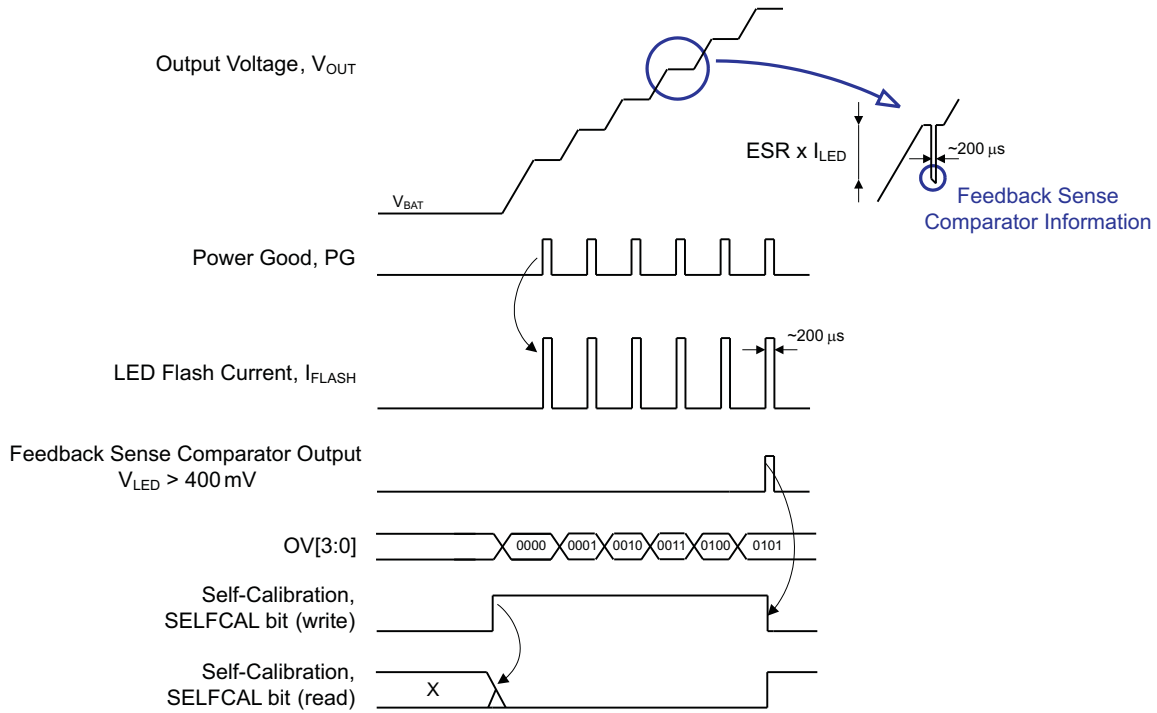 Output Voltage, VOUT
ESR x ILED
~200 μs
Feedback Sense
Comparator Information
VBAT
Power Good, PG
~200 μs
LED Flash Current, IFLASH
Feedback Sense Comparator Output
VLED > 400 mV
OV[3:0]
0000 0001 0010 0011 0100 0101
Self-Calibration,
SELFCAL bit (write)
Self-Calibration,
SELFCAL bit (read)
X